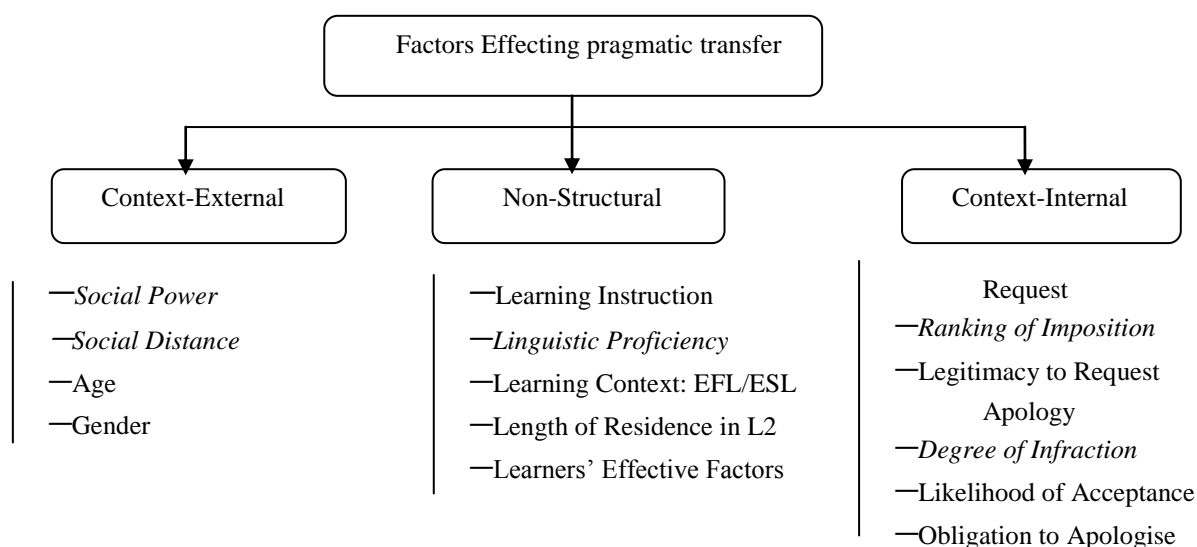 Factors Effecting pragmatic transfer
Context-External
—Social Power
—Social Distance
—Age
—Gender
Non-Structural
—Learning Instruction
—Linguistic Proficiency
—Learning Context: EFL/ESL
—Length of Residence in L2
—Learners’ Effective Factors
Context-Internal
Request
—Ranking of Imposition
—Legitimacy to Request
Apology
—Degree of Infraction
—Likelihood of Acceptance
—Obligation to Apologise